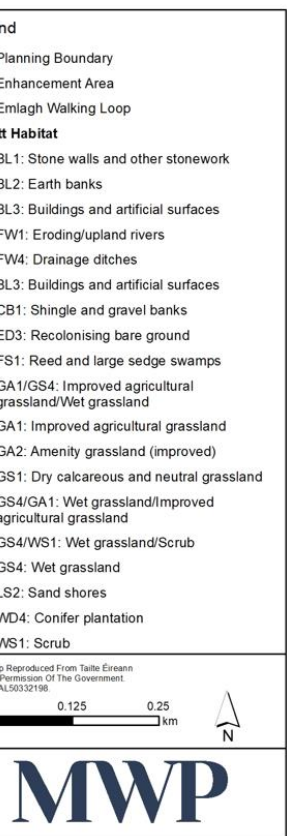 nd
Planning Boundary
Enhancement Area
Emlagh Walking Loop
tt Habitat
BL1: Stone walls and other stonework
BL2: Earth banks
BL3: Buildings and artificial surfaces
FW1: Eroding/upland rivers
FW4: Drainage ditches
BL3: Buildings and artificial surfaces
CB1: Shingle and gravel banks
ED3: Recolonising bare ground
FS1: Reed and large sedge swamps
GA1/GS4: Improved agricultural
grassland/Wet grassland
GA1: Improved agricultural grassland
GA2: Amenity grassland (improved)
GS1: Dry calcareous and neutral grassland
GS4/GA1: Wet grassland/Improved
agricultural grassland
GS4/WS1: Wet grassland/Scrub
GS4: Wet grassland
LS2: Sand shores
WD4: Conifer plantation
WS1: Scrub
p Reproduced From Tailte Éireann
Permission Of The Government.
AL50332198.
0.125 0.25
km
N
MWP